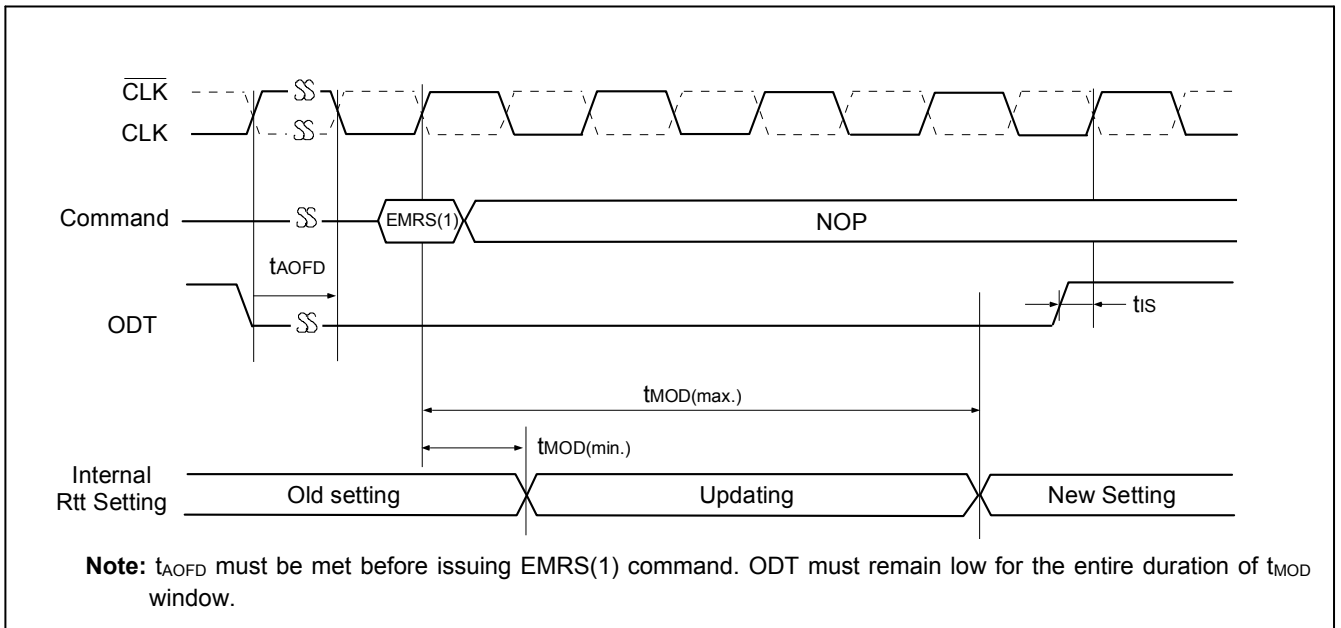 CLK
CLK
Command
EMRS(1)
NOP
tAOFD
tIS
ODT
tMOD(max.)
tMOD(min.)
Internal
Rtt Setting
Old setting
Updating
New Setting
Note: tAOFD must be met before issuing EMRS(1) command. ODT must remain low for the entire duration of tMOD
window.